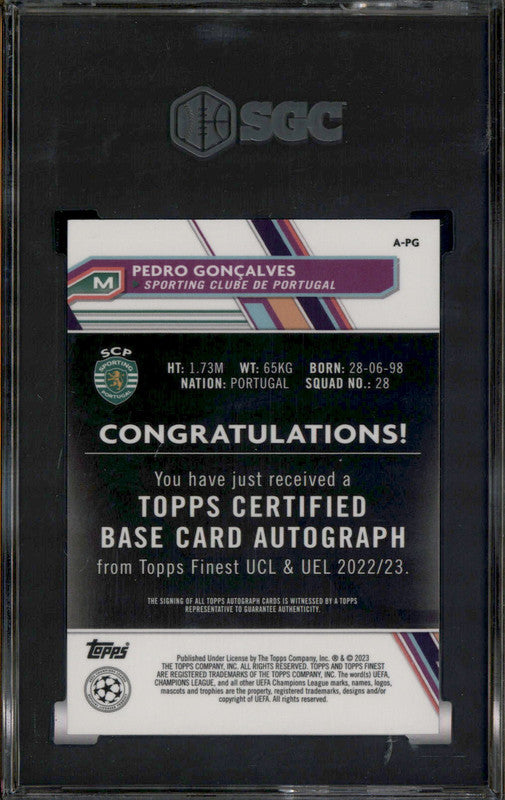 SGC
A-PG
PEDRO GONÇALVES
M
SPORTING CLUBE DE PORTUGAL
SCP
SPORTING
PORTUGAL
HT: 1.73M WT: 65KG BORN: 28-06-98
NATION: PORTUGAL SQUAD NO.: 28
CONGRATULATIONS!
You have just received a
TOPPS CERTIFIED
BASE CARD AUTOGRAPH
from Topps Finest UCL & UEL 2022/23.
THE SIGNING OF ALL TOPPS AUTOGRAPH CARDS IS WITNESSED BY A TOPPS
REPRESENTATIVE TO GUARANTEE AUTHENTICITY.
topps
Published Under License by The Topps Company, Inc. ® & © 2023
THE TOPPS COMPANY, INC. ALL RIGHTS RESERVED. TOPPS AND TOPPS FINEST
ARE REGISTERED TRADEMARKS OF THE TOPPS COMPANY, INC. The word(s) UEFA,
CHAMPIONS LEAGUE, and all other UEFA Champions League marks, names, logos,
mascots and trophies are the property, registered trademarks, designs and/or
copyright of UEFA. All rights reserved.